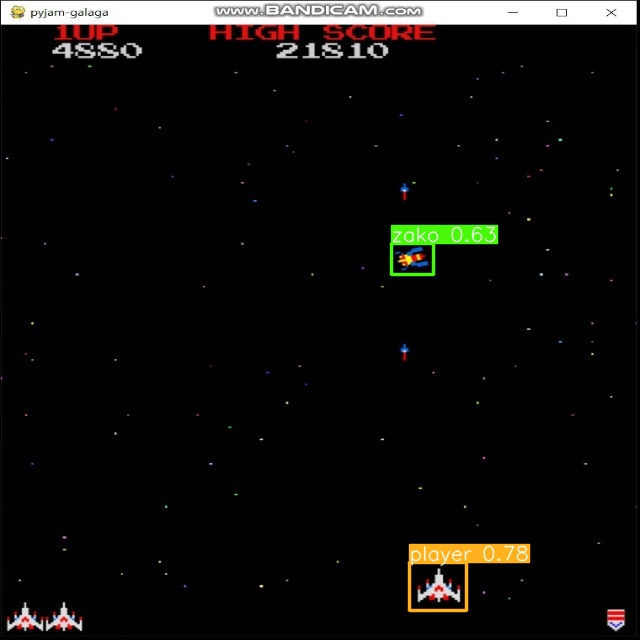 pyjam-galaga
www.BANDICAM.com
1UP HIGH SCORE
4880 21810
zako 0.63
player 0.78